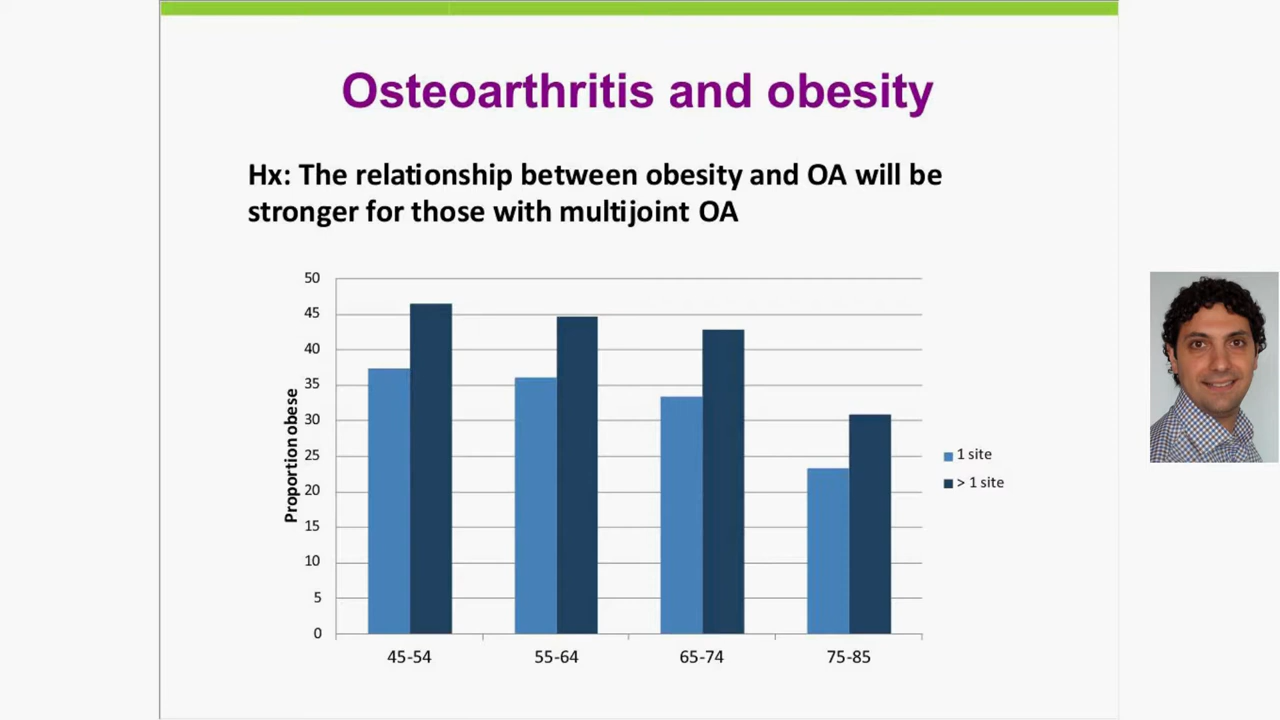 Osteoarthritis and obesity
Hx: The relationship between obesity and OA will be
stronger for those with multijoint OA
Proportion obese
50
45
40
35
30
25
20
15
10
5
0
45-54
55-64
65-74
75-85
1 site
> 1 site